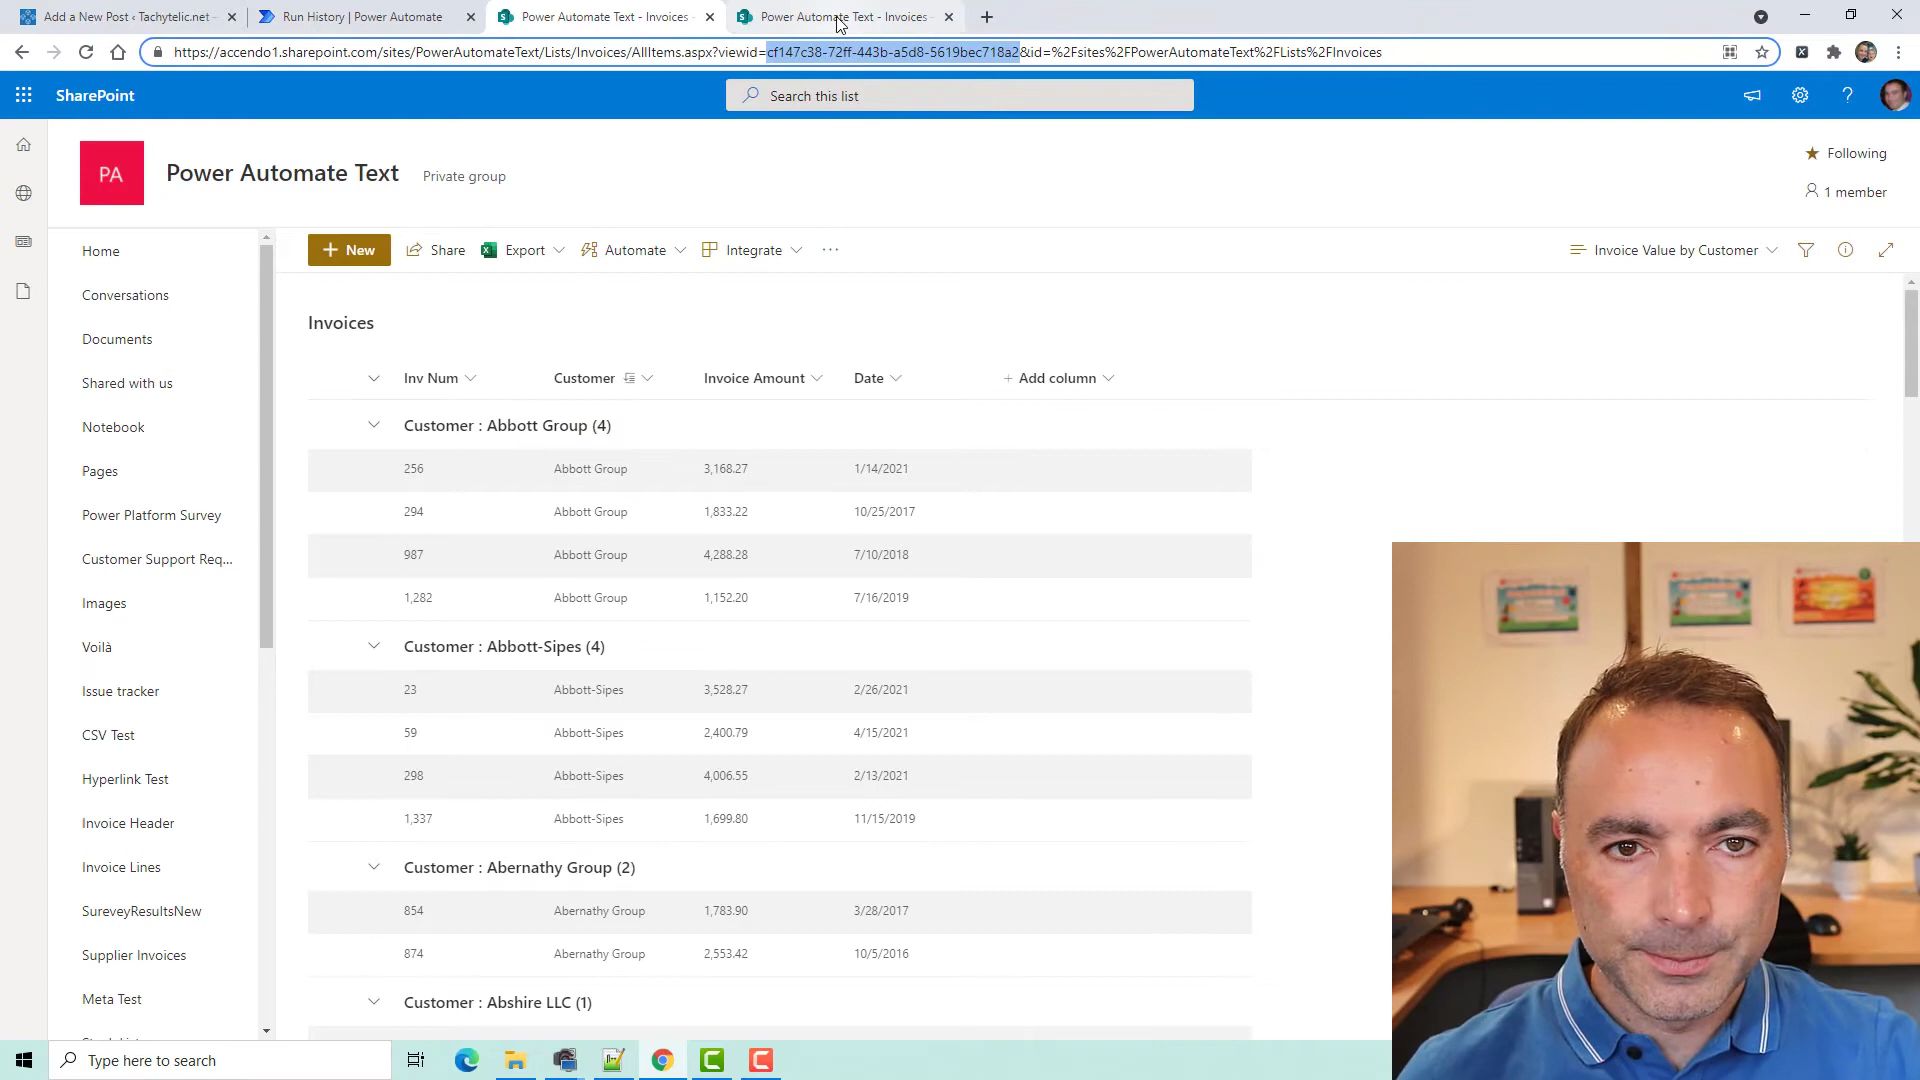 Add a New Post ‹ Tachytelic.net -
Run History | Power Automate
Power Automate Text - Invoices -
Power Automate Text - Invoices -
https://accendo1.sharepoint.com/sites/PowerAutomateText/Lists/Invoices/AllItems.aspx?viewid=cf147c38-72ff-443b-a5d8-5619bec718a2&id=%2Fsites%2FPowerAutomateText%2FLists%2FInvoices
SharePoint
Search this list
PA
Power Automate Text
Private group
Following
1 member
Home
Conversations
Documents
Shared with us
Notebook
Pages
Power Platform Survey
Customer Support Req...
Images
Voilà
Issue tracker
CSV Test
Hyperlink Test
Invoice Header
Invoice Lines
SureveyResultsNew
Supplier Invoices
Meta Test
+ New
Share
Export
Automate
Integrate
...
Invoice Value by Customer
Invoices
Inv Num Customer Invoice Amount Date + Add column
Customer : Abbott Group (4)
256 Abbott Group 3,168.27 1/14/2021
294 Abbott Group 1,833.22 10/25/2017
987 Abbott Group 4,288.28 7/10/2018
1,282 Abbott Group 1,152.20 7/16/2019
Customer : Abbott-Sipes (4)
23 Abbott-Sipes 3,528.27 2/26/2021
59 Abbott-Sipes 2,400.79 4/15/2021
298 Abbott-Sipes 4,006.55 2/13/2021
1,337 Abbott-Sipes 1,699.80 11/15/2019
Customer : Abernathy Group (2)
854 Abernathy Group 1,783.90 3/28/2017
874 Abernathy Group 2,553.42 10/5/2016
Customer : Abshire LLC (1)
Type here to search